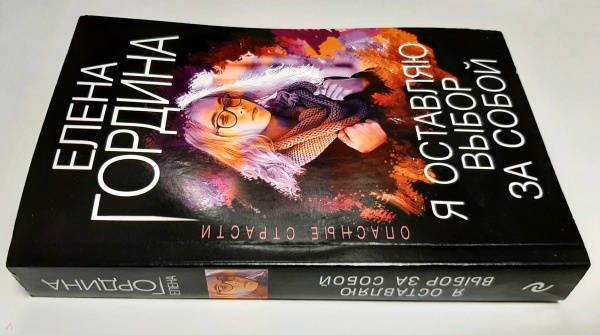 ЕЛЕНА
ГОРДИНА
Я ОСТАВЛЯЮ
ВЫБОР
ЗА СОБОЙ
ОПАСНЫЕ СТРАСТИ
ЕЛЕНА
ГОРДИНА
Я ОСТАВЛЯЮ
ВЫБОР ЗА СОБОЙ